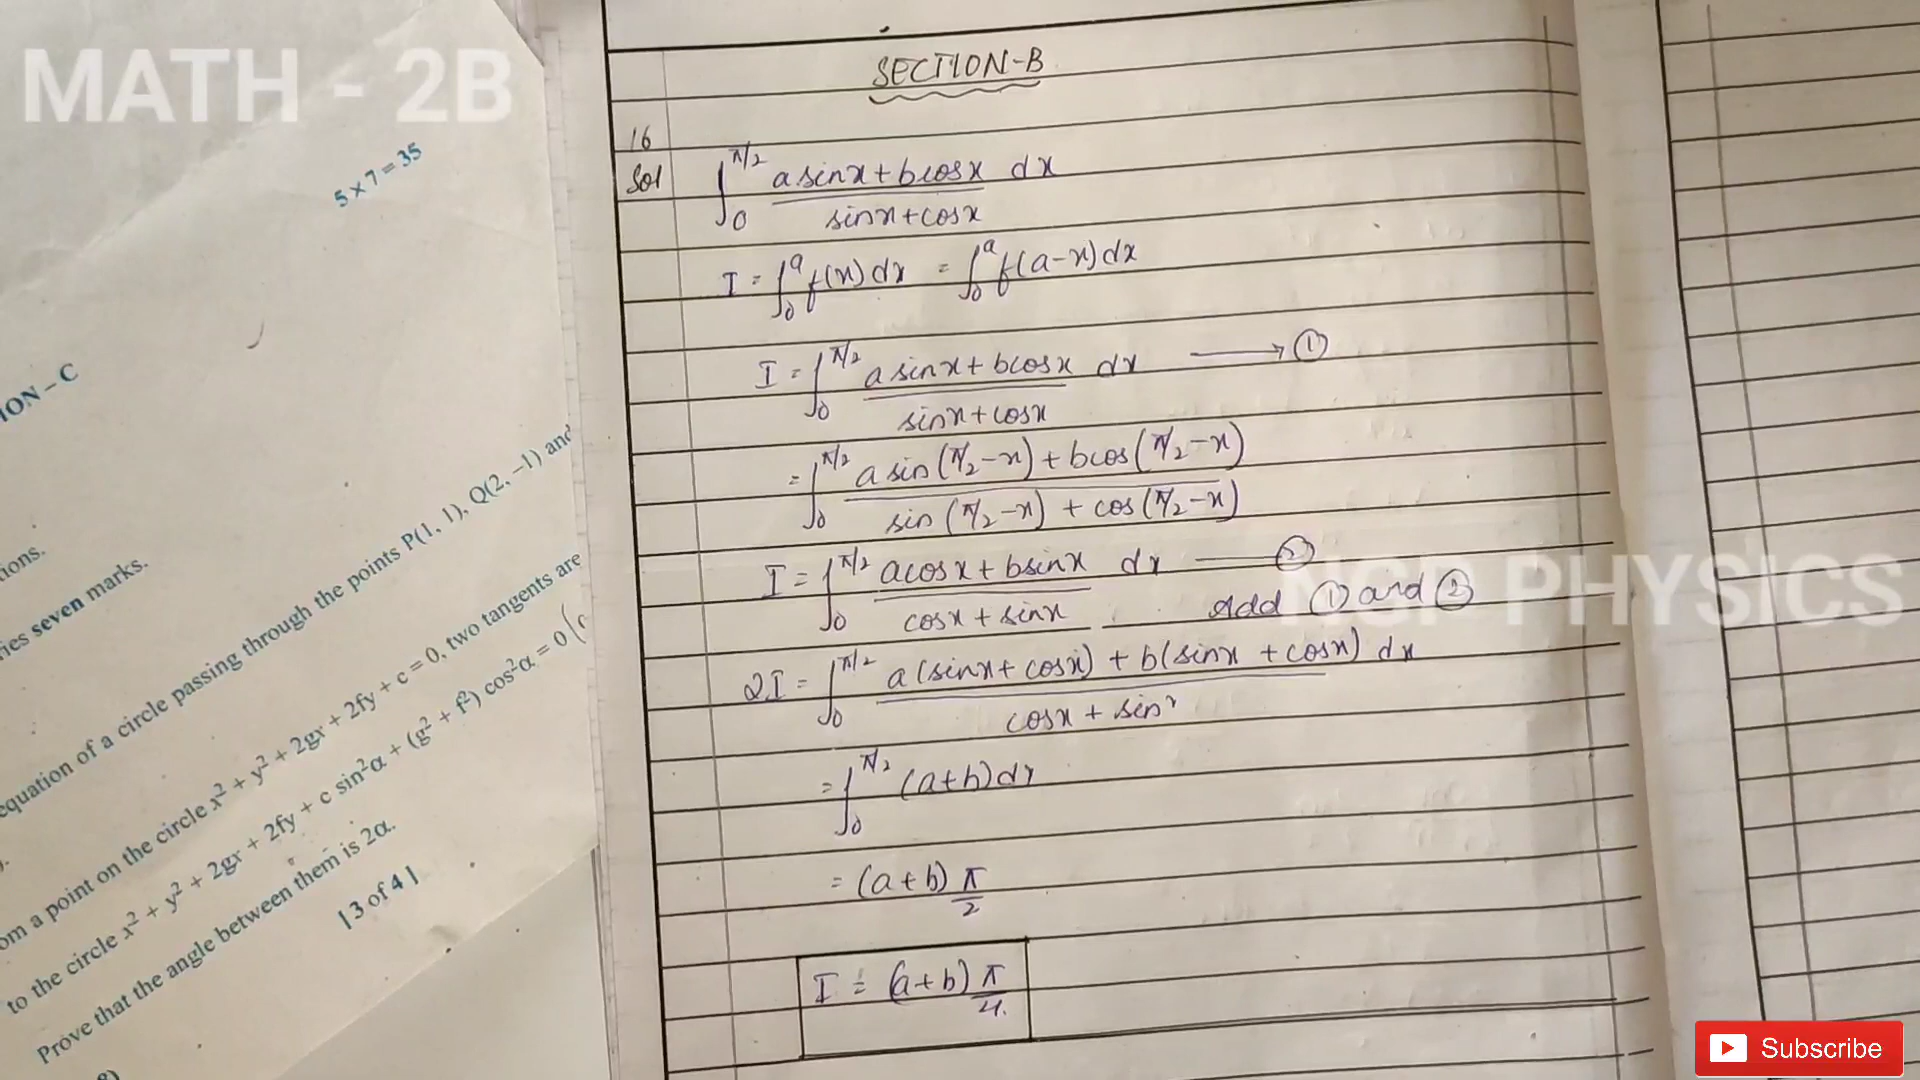 MATH - 2B
5 × 7 = 35
ION – C
tions.
ries seven marks.
equation of a circle passing through the points P(1, 1), Q(2, –1) and
om a point on the circle x² + y² + 2gx + 2fy + c = 0, two tangents are
to the circle x² + y² + 2gx + 2fy + c sin²α + (g² + f²) cos²α = 0 (
Prove that the angle between them is 2α.
[ 3 of 4 ]
SECTION-B
16
Sol ∫₀^π/2 (a sinx + b cosx)/(sinx + cosx) dx
I = ∫₀^a f(x) dx = ∫₀^a f(a-x) dx
I = ∫₀^π/2 (a sinx + b cosx)/(sinx + cosx) dx → ①
= ∫₀^π/2 (a sin(π/2-x) + b cos(π/2-x))/(sin(π/2-x) + cos(π/2-x))
I = ∫₀^π/2 (a cosx + b sinx)/(cosx + sinx) dx — ②
Add ① and ②
2I = ∫₀^π/2 (a(sinx + cosx) + b(sinx + cosx))/(cosx + sinx) dx
= ∫₀^π/2 (a+b) dx
= (a+b) π/2
I = (a+b) π/4.
NGP PHYSICS
Subscribe